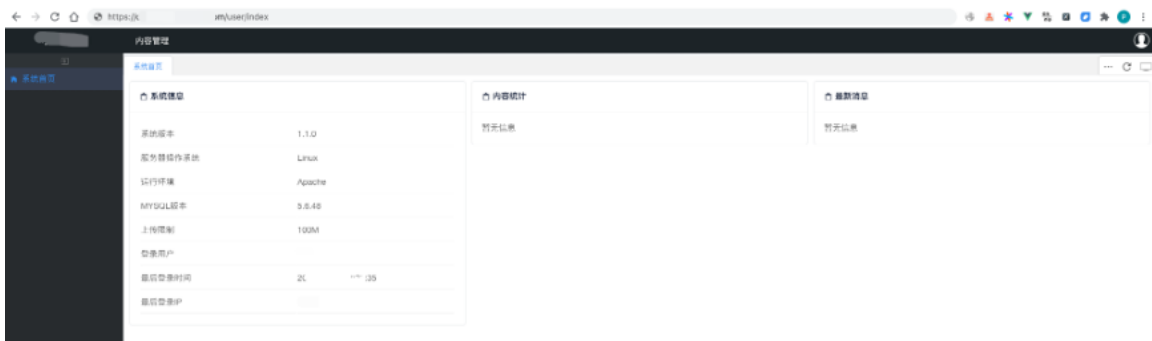 https://
/user/index
内容管理
系统首页
系统首页
系统信息
系统版本 1.1.0
服务器操作系统 Linux
运行环境 Apache
MYSQL版本 5.6.48
上传限制 100M
登录用户
最后登录时间 20 :35
最后登录IP
内容统计
暂无信息
最新消息
暂无信息